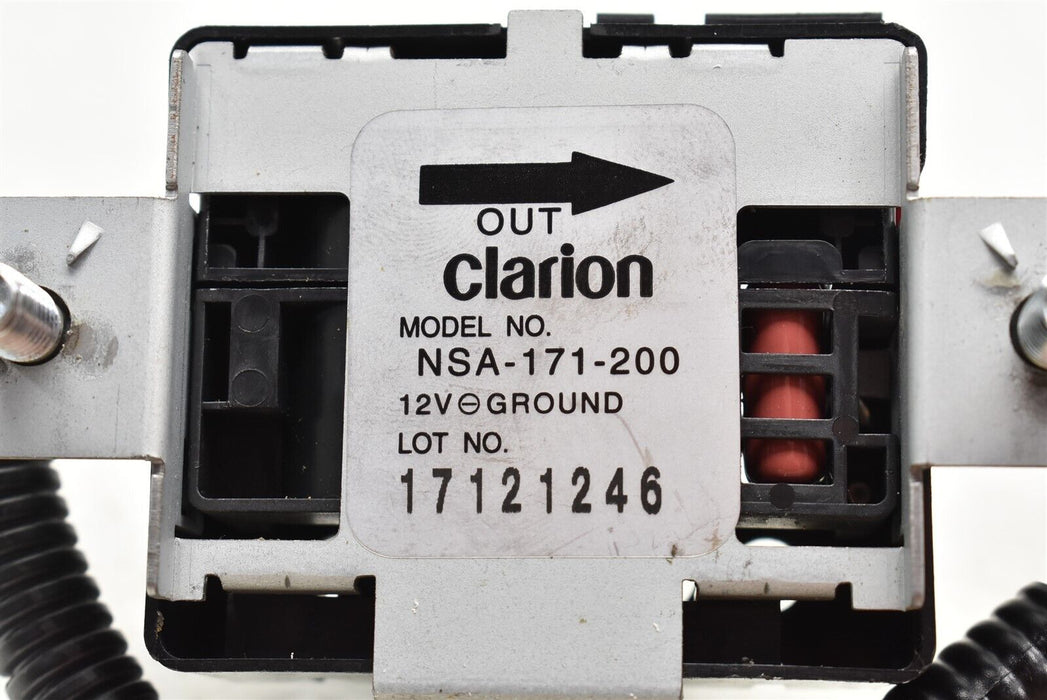 OUT
Clarion
MODEL NO.
NSA-171-200
12V⊖GROUND
LOT NO.
17121246